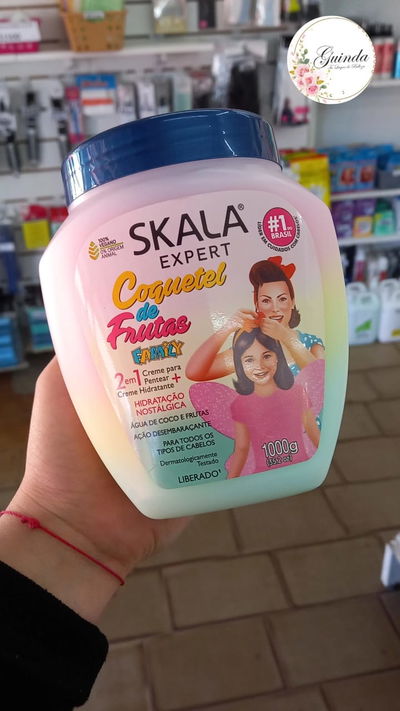 Guinda
SKALA®
EXPERT
100%
VEGANO
#1 NO
BRASIL
Coquetel
de
Frutas
FAMILY
2 em 1 Creme para
Pentear +
Creme Hidratante
HIDRATAÇÃO
NOSTÁLGICA
ÁGUA DE COCO E FRUTAS
AÇÃO DESEMBARAÇANTE
PARA TODOS OS
TIPOS DE CABELOS
Dermatologicamente
Testado
LIBERADO¹
1000g